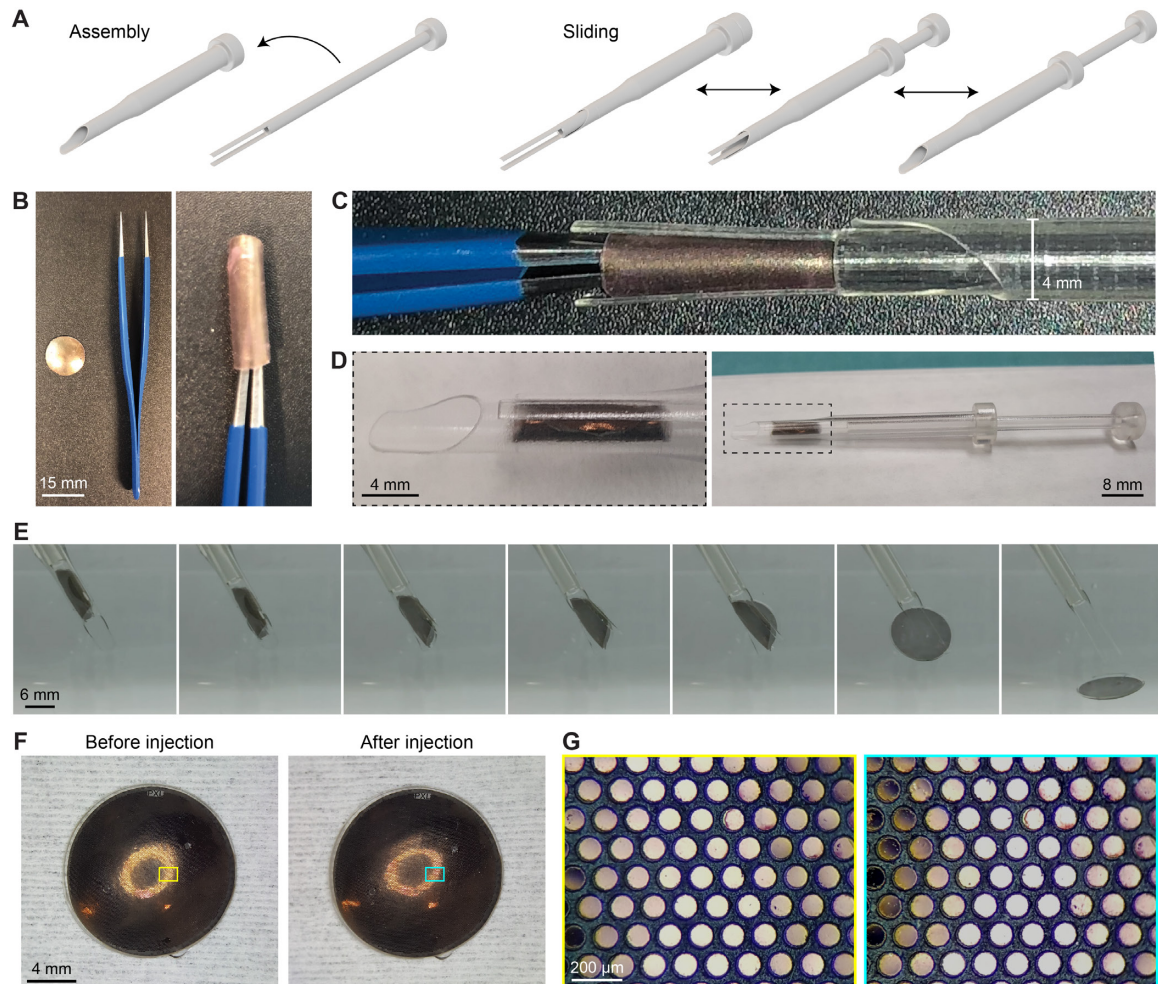 A
Assembly
Sliding
B
15 mm
C
4 mm
D
4 mm
8 mm
E
6 mm
F
Before injection
After injection
4 mm
G
200 µm